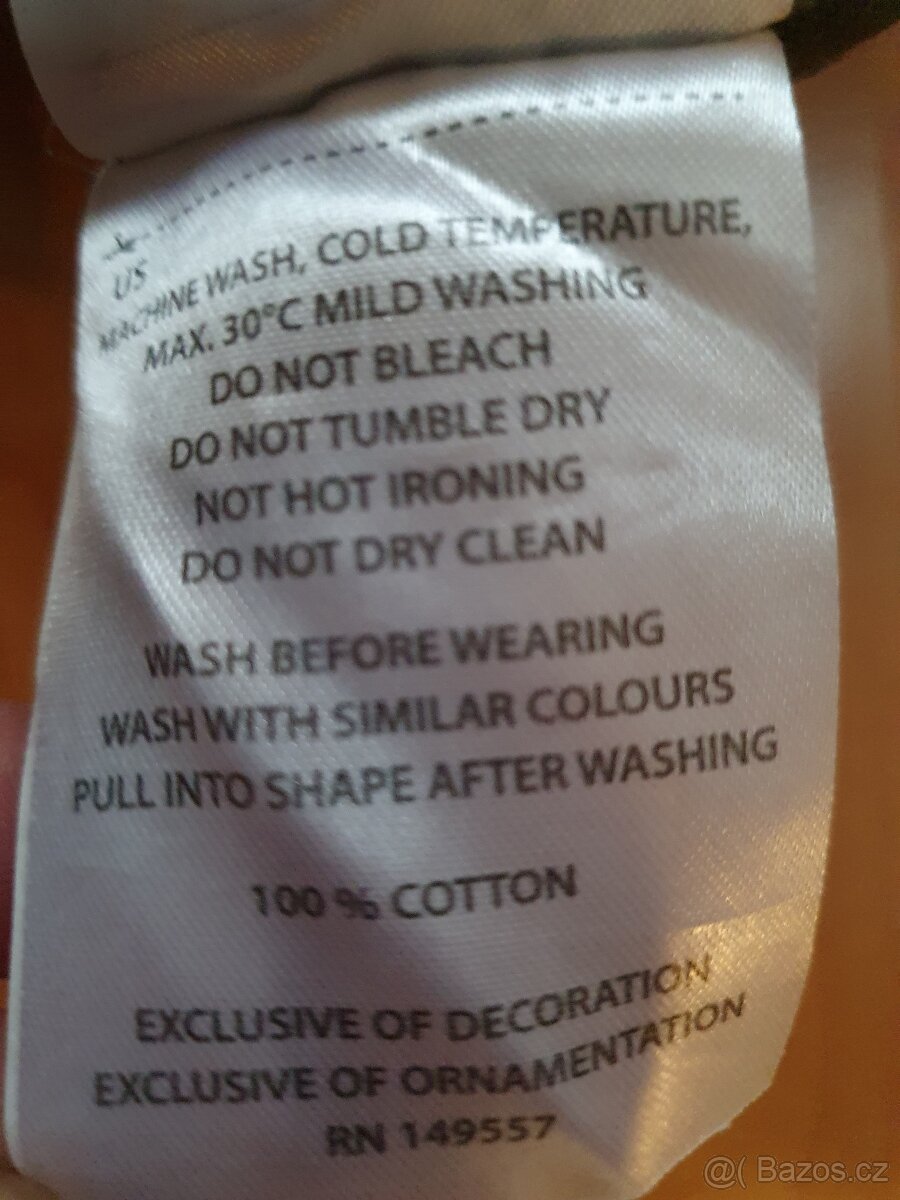 US
MACHINE WASH, COLD TEMPERATURE,
MAX. 30°C MILD WASHING
DO NOT BLEACH
DO NOT TUMBLE DRY
NOT HOT IRONING
DO NOT DRY CLEAN
WASH BEFORE WEARING
WASH WITH SIMILAR COLOURS
PULL INTO SHAPE AFTER WASHING
100 % COTTON
EXCLUSIVE OF DECORATION
EXCLUSIVE OF ORNAMENTATION
RN 149557
@( Bazos.cz